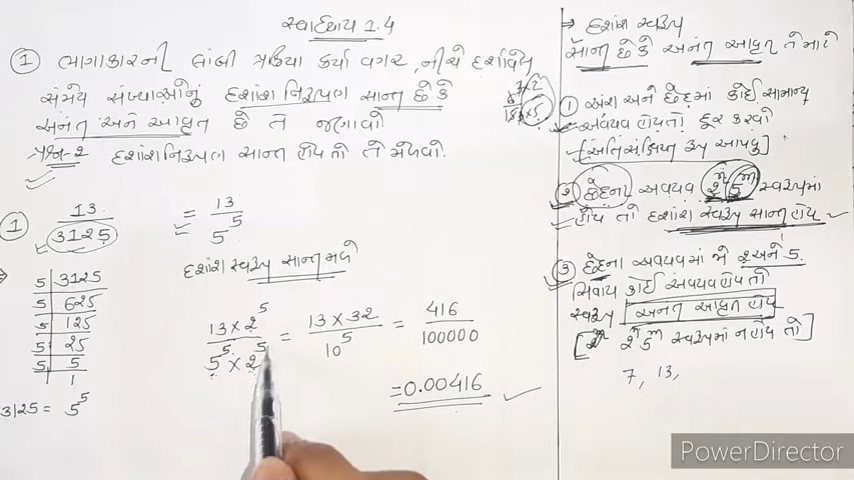 સ્વાધ્યાય 1.4
① ભાગાકારની લાંબી પ્રક્રિયા કર્યા વગર, નીચે દર્શાવેલ
સંમેય સંખ્યાઓનું દશાંશ નિરૂપણ સાન્ત છે કે
અનંત અને આવૃત છે તે જણાવો
પ્રશ્ન-2 દશાંશ નિરૂપણ સાન્ત હોય તો તે મેળવો.
① 13/3125 = 13/5^5
દશાંશ સ્વરૂપ સાન્ત મળે
5 | 3125
5 | 625
5 | 125
5 | 25
5 | 5
1
3125 = 5^5
13 × 2^5 / 5^5 × 2^5 = 13 × 32 / 10^5 = 416 / 100000
= 0.00416
⇒ દશાંશ સ્વરૂપ
સાન્ત છે કે અનંત આવૃત તે માટે
① અંશ અને છેદમાં કોઈ સામાન્ય
અવયવ હોય તો દૂર કરવો
[અતિસંક્ષિપ્ત રૂપ આપવું]
② છેદના અવયવ 2^n 5^m સ્વરૂપમાં
હોય તો દશાંશ સ્વરૂપ સાન્ત હોય
③ છેદના અવયવમાં જો 2 અને 5
સિવાય કોઈ અવયવ હોય તો
સ્વરૂપ અનંત આવૃત હોય
2^n 5^m સ્વરૂપમાં ન હોય તો]
7, 13,
PowerDirector